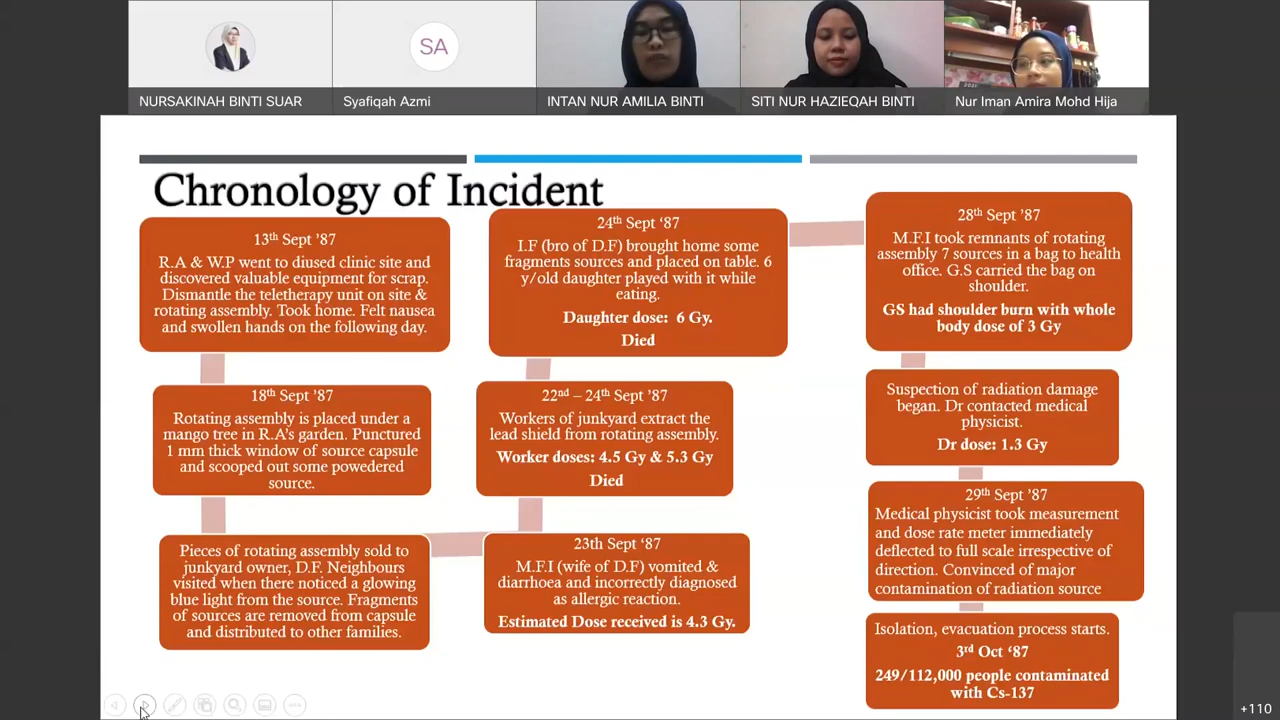 SA
NURSAKINAH BINTI SUAR
Syafiqah Azmi
INTAN NUR AMILIA BINTI
SITI NUR HAZIEQAH BINTI
Nur Iman Amira Mohd Hija
Chronology of Incident
13th Sept '87
R.A & W.P went to diused clinic site and
discovered valuable equipment for scrap.
Dismantle the teletherapy unit on site &
rotating assembly. Took home. Felt nausea
and swollen hands on the following day.
18th Sept '87
Rotating assembly is placed under a
mango tree in R.A's garden. Punctured
1 mm thick window of source capsule
and scooped out some powedered
source.
Pieces of rotating assembly sold to
junkyard owner, D.F. Neighbours
visited when there noticed a glowing
blue light from the source. Fragments
of sources are removed from capsule
and distributed to other families.
23th Sept '87
M.F.I (wife of D.F) vomited &
diarrhoea and incorrectly diagnosed
as allergic reaction.
Estimated Dose received is 4.3 Gy.
22nd – 24th Sept '87
Workers of junkyard extract the
lead shield from rotating assembly.
Worker doses: 4.5 Gy & 5.3 Gy
Died
24th Sept '87
I.F (bro of D.F) brought home some
fragments sources and placed on table. 6
y/old daughter played with it while
eating.
Daughter dose: 6 Gy.
Died
28th Sept '87
M.F.I took remnants of rotating
assembly 7 sources in a bag to health
office. G.S carried the bag on
shoulder.
GS had shoulder burn with whole
body dose of 3 Gy
Suspection of radiation damage
began. Dr contacted medical
physicist.
Dr dose: 1.3 Gy
29th Sept '87
Medical physicist took measurement
and dose rate meter immediately
deflected to full scale irrespective of
direction. Convinced of major
contamination of radiation source
Isolation, evacuation process starts.
3rd Oct '87
249/112,000 people contaminated
with Cs-137
+110